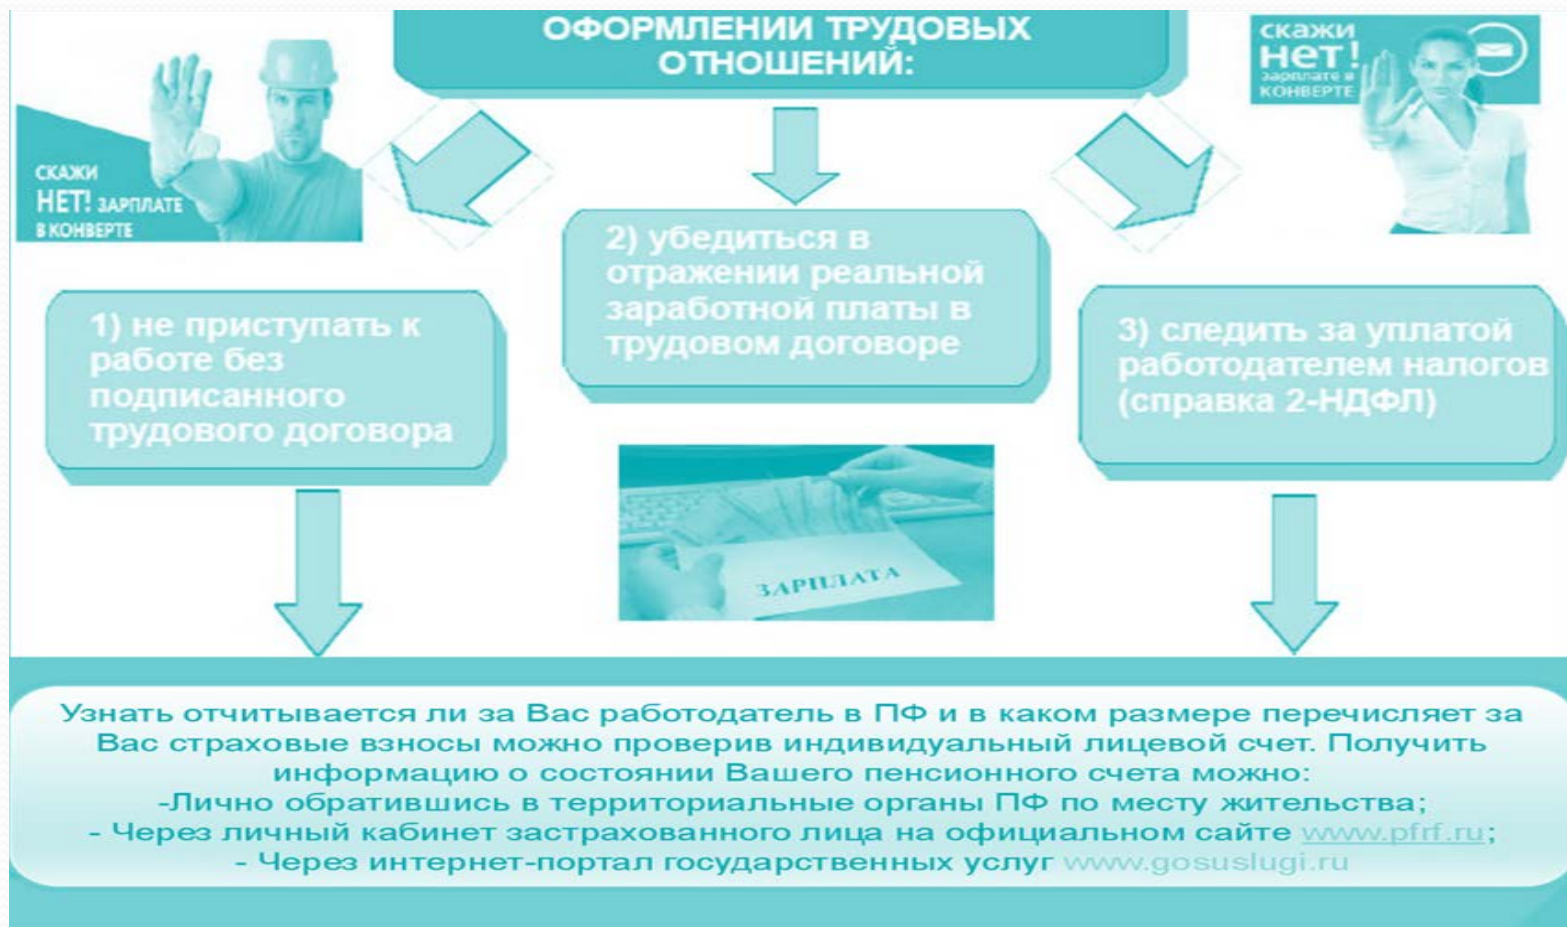 ОФОРМЛЕНИИ ТРУДОВЫХ
ОТНОШЕНИЙ:
СКАЖИ
НЕТ! ЗАРПЛАТЕ
В КОНВЕРТЕ
скажи
нет!
зарплате в
КОНВЕРТЕ
1) не приступать к
работе без
подписанного
трудового договора
2) убедиться в
отражении реальной
заработной платы в
трудовом договоре
3) следить за уплатой
работодателем налогов
(справка 2-НДФЛ)
ЗАРПЛАТА
Узнать отчитывается ли за Вас работодатель в ПФ и в каком размере перечисляет за
Вас страховые взносы можно проверив индивидуальный лицевой счет. Получить
информацию о состоянии Вашего пенсионного счета можно:
-Лично обратившись в территориальные органы ПФ по месту жительства;
- Через личный кабинет застрахованного лица на официальном сайте www.pfrf.ru;
- Через интернет-портал государственных услуг www.gosuslugi.ru